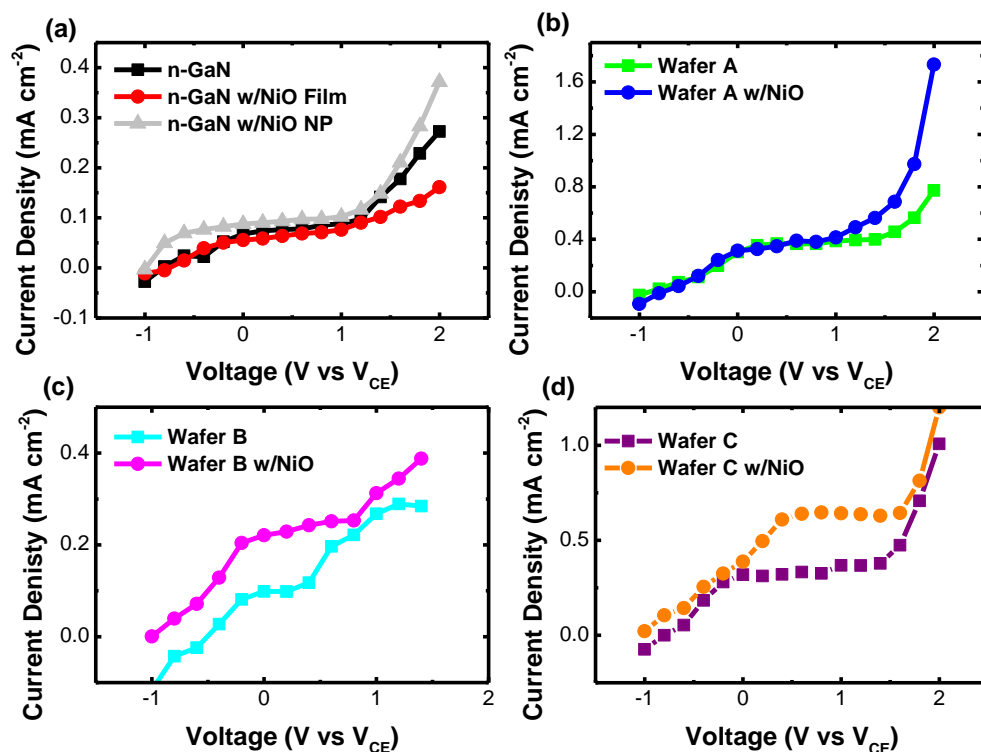 (a)
n-GaN
n-GaN w/NiO Film
n-GaN w/NiO NP
Current Density (mA cm-2)
0.4
0.3
0.2
0.1
0.0
-0.1
-1 0 1 2
Voltage (V vs VCE)
(b)
Wafer A
Wafer A w/NiO
Current Density (mA cm-2)
1.6
1.2
0.8
0.4
0.0
-1 0 1 2
Voltage (V vs VCE)
(c)
Wafer B
Wafer B w/NiO
Current Denisty (mA cm-2)
0.4
0.2
0.0
-1 0 1 2
Voltage (V vs VCE)
(d)
Wafer C
Wafer C w/NiO
Current Density (mA cm-2)
1.0
0.5
0.0
-1 0 1 2
Voltage (V vs VCE)